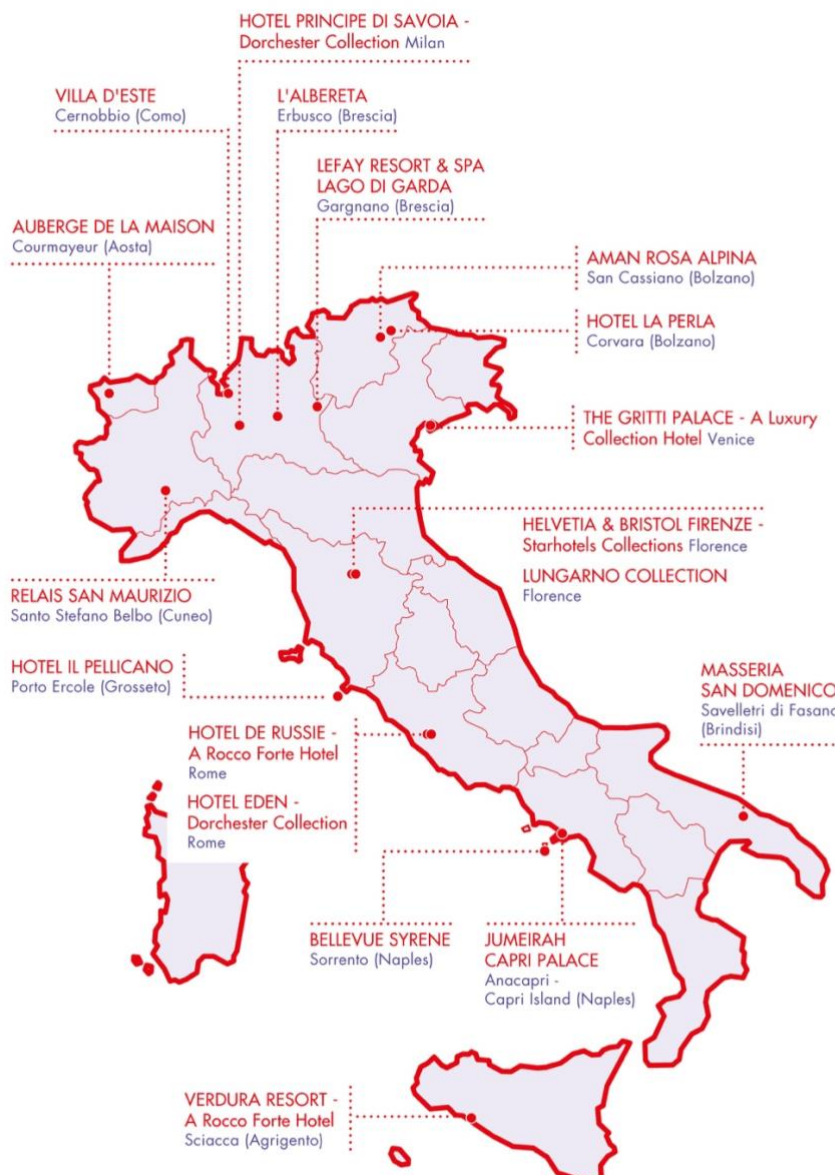 HOTEL PRINCIPE DI SAVOIA -
Dorchester Collection Milan
VILLA D'ESTE
Cernobbio (Como)
L'ALBERETA
Erbusco (Brescia)
LEFAY RESORT & SPA
LAGO DI GARDA
Gargnano (Brescia)
AUBERGE DE LA MAISON
Courmayeur (Aosta)
AMAN ROSA ALPINA
San Cassiano (Bolzano)
HOTEL LA PERLA
Corvara (Bolzano)
THE GRITTI PALACE - A Luxury
Collection Hotel Venice
HELVETIA & BRISTOL FIRENZE -
Starhotels Collections Florence
LUNGARNO COLLECTION
Florence
RELAIS SAN MAURIZIO
Santo Stefano Belbo (Cuneo)
HOTEL IL PELLICANO
Porto Ercole (Grosseto)
MASSERIA
SAN DOMENICO
Savelletri di Fasano
(Brindisi)
HOTEL DE RUSSIE -
A Rocco Forte Hotel
Rome
HOTEL EDEN -
Dorchester Collection
Rome
BELLEVUE SYRENE
Sorrento (Naples)
JUMEIRAH
CAPRI PALACE
Anacapri -
Capri Island (Naples)
VERDURA RESORT -
A Rocco Forte Hotel
Sciacca (Agrigento)